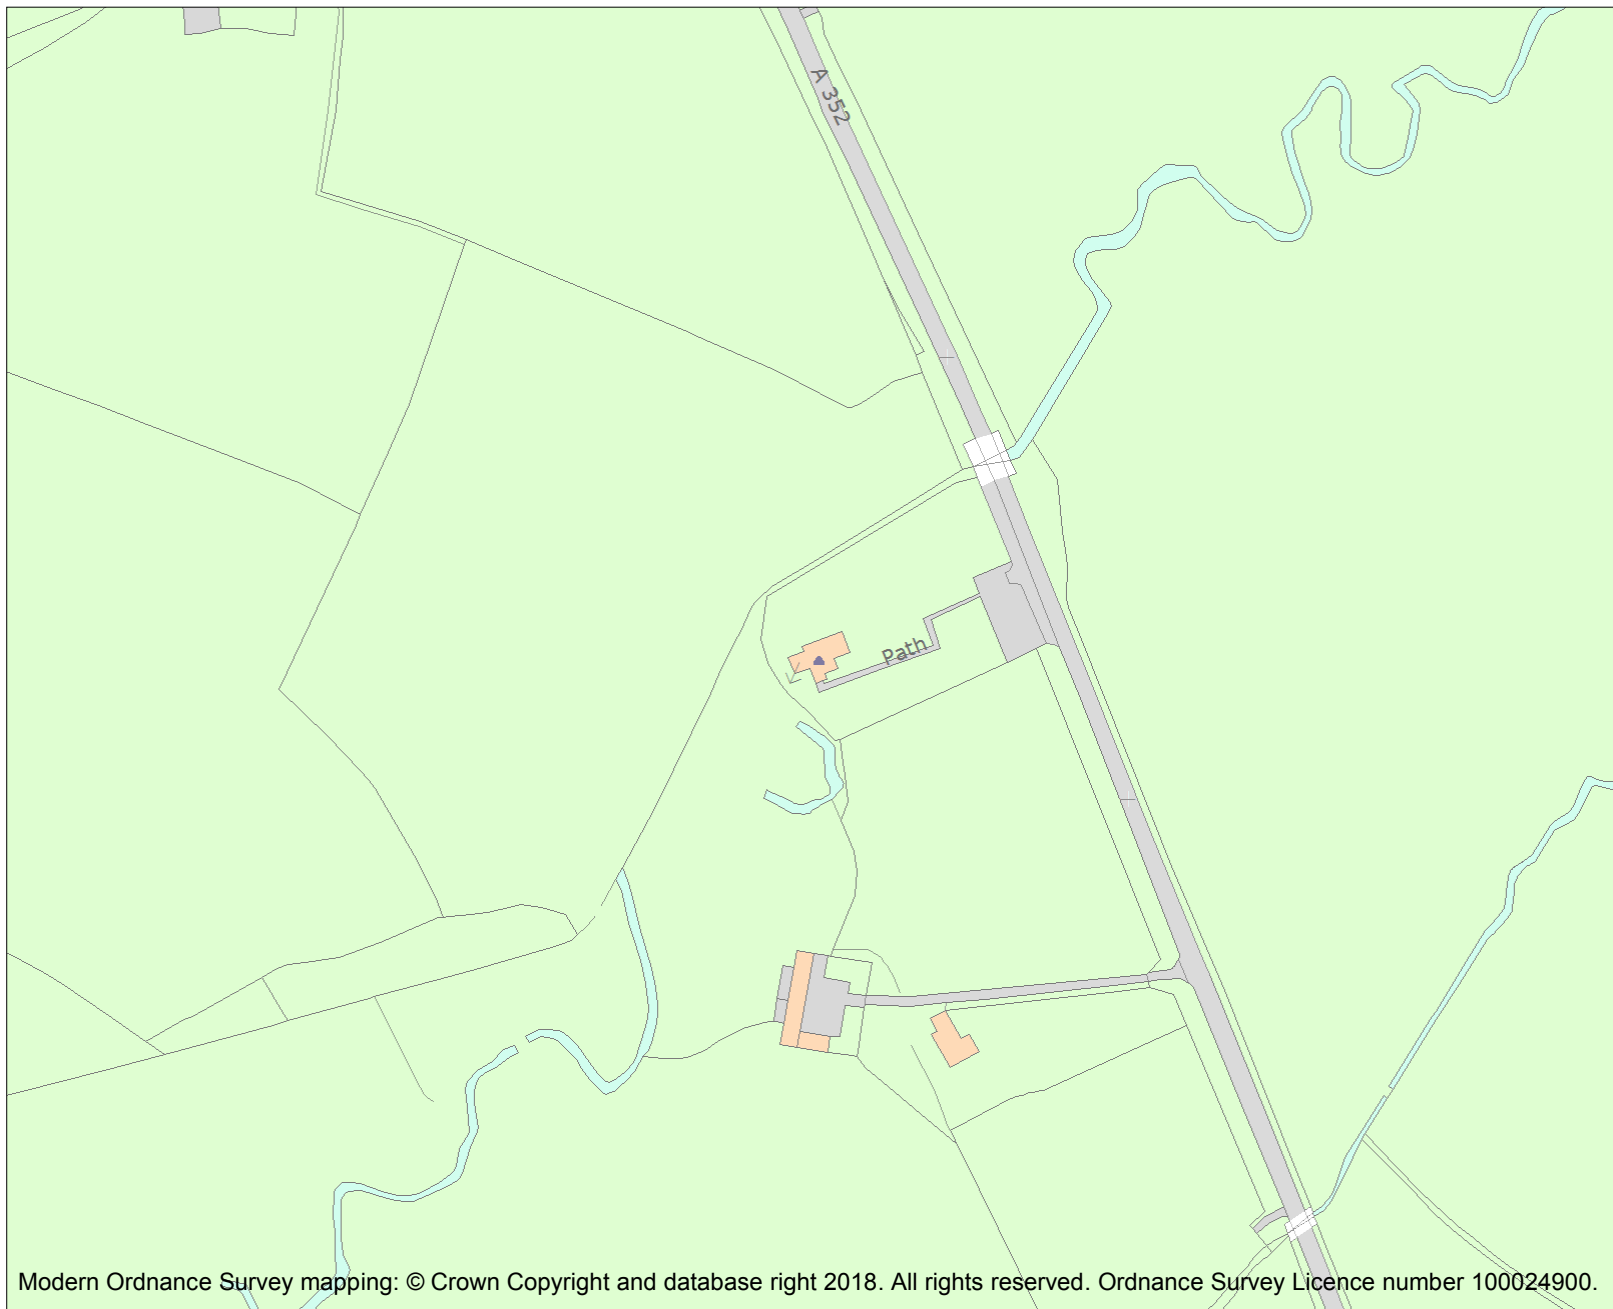 A 352
Path
Modern Ordnance Survey mapping: © Crown Copyright and database right 2018. All rights reserved. Ordnance Survey Licence number 100024900.